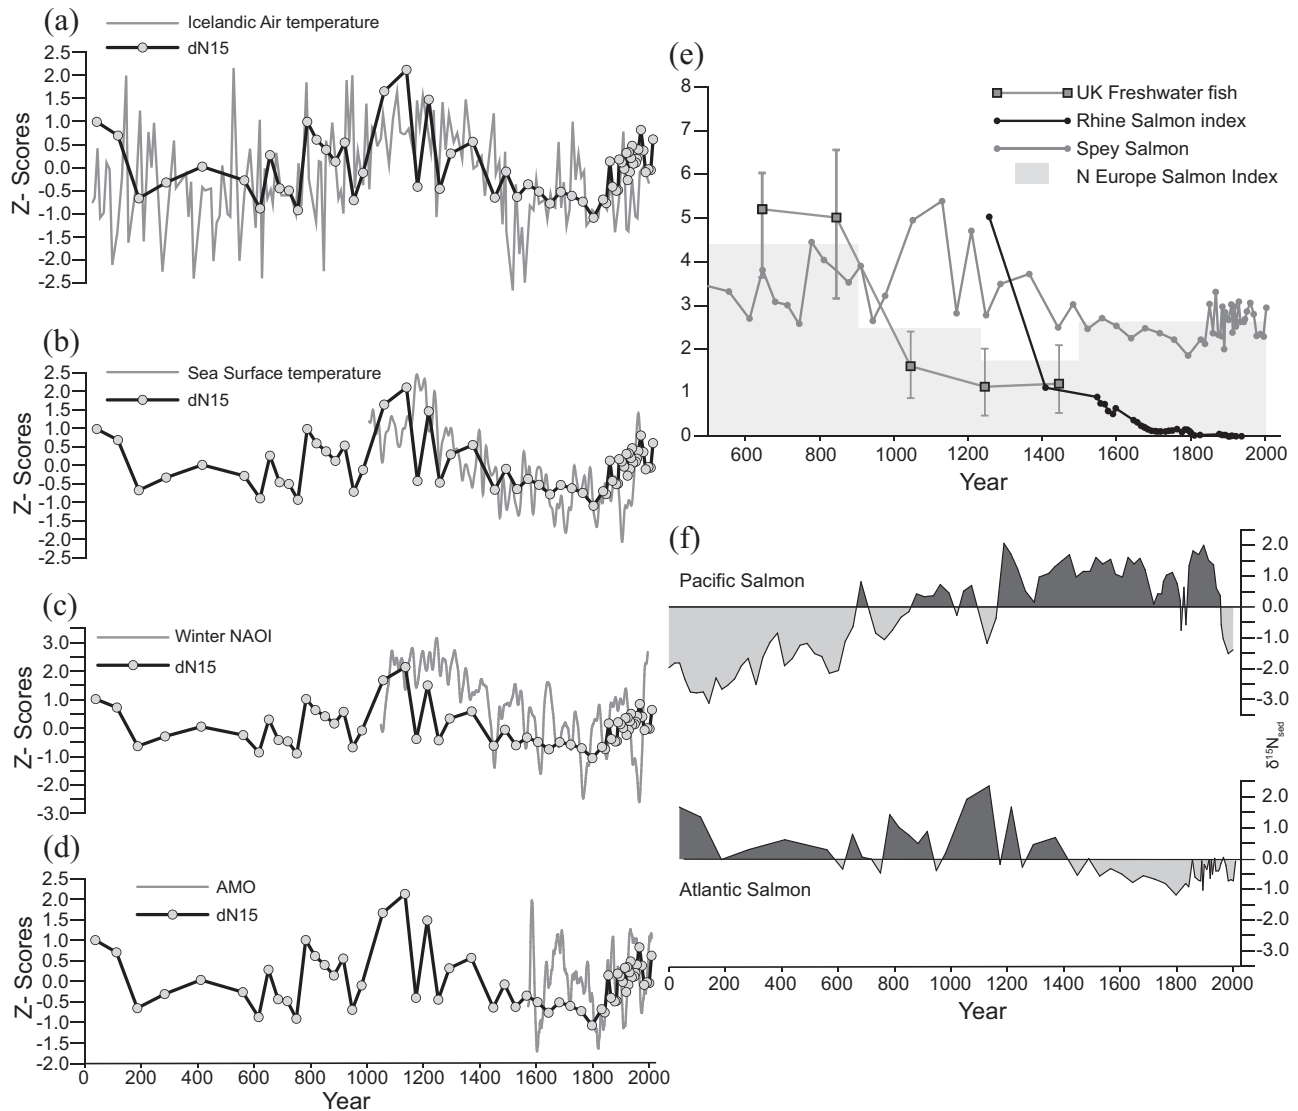 (a)
Icelandic Air temperature
dN15
2.5
2.0
1.5
1.0
0.5
0.0
-0.5
-1.0
-1.5
-2.0
-2.5
Z- Scores
(b)
Sea Surface temperature
dN15
2.5
2.0
1.5
1.0
0.5
0.0
-0.5
-1.0
-1.5
-2.0
-2.5
Z- Scores
(c)
Winter NAOI
dN15
3.0
2.0
1.0
0.0
-1.0
-2.0
-3.0
Z- Scores
(d)
AMO
dN15
2.5
2.0
1.5
1.0
0.5
0.0
-0.5
-1.0
-1.5
-2.0
Z- Scores
0 200 400 600 800 1000 1200 1400 1600 1800 2000
Year
(e)
UK Freshwater fish
Rhine Salmon index
Spey Salmon
N Europe Salmon Index
8
7
6
5
4
3
2
1
0
600 800 1000 1200 1400 1600 1800 2000
Year
(f)
Pacific Salmon
2.0
1.0
0.0
-1.0
-2.0
-3.0
δ¹⁵Nsed
Atlantic Salmon
2.0
1.0
0.0
-1.0
-2.0
-3.0
0 200 400 600 800 1000 1200 1400 1600 1800 2000
Year